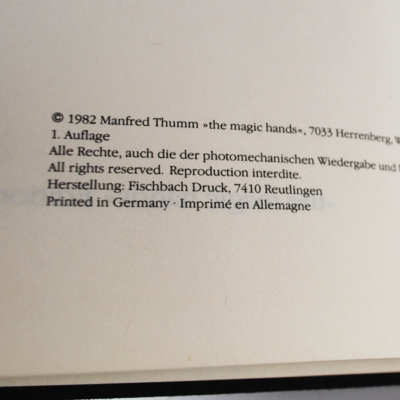 © 1982 Manfred Thumm »the magic hands«, 7033 Herrenberg, W
1. Auflage
Alle Rechte, auch die der photomechanischen Wiedergabe und
All rights reserved. Reproduction interdite.
Herstellung: Fischbach Druck, 7410 Reutlingen
Printed in Germany · Imprimé en Allemagne